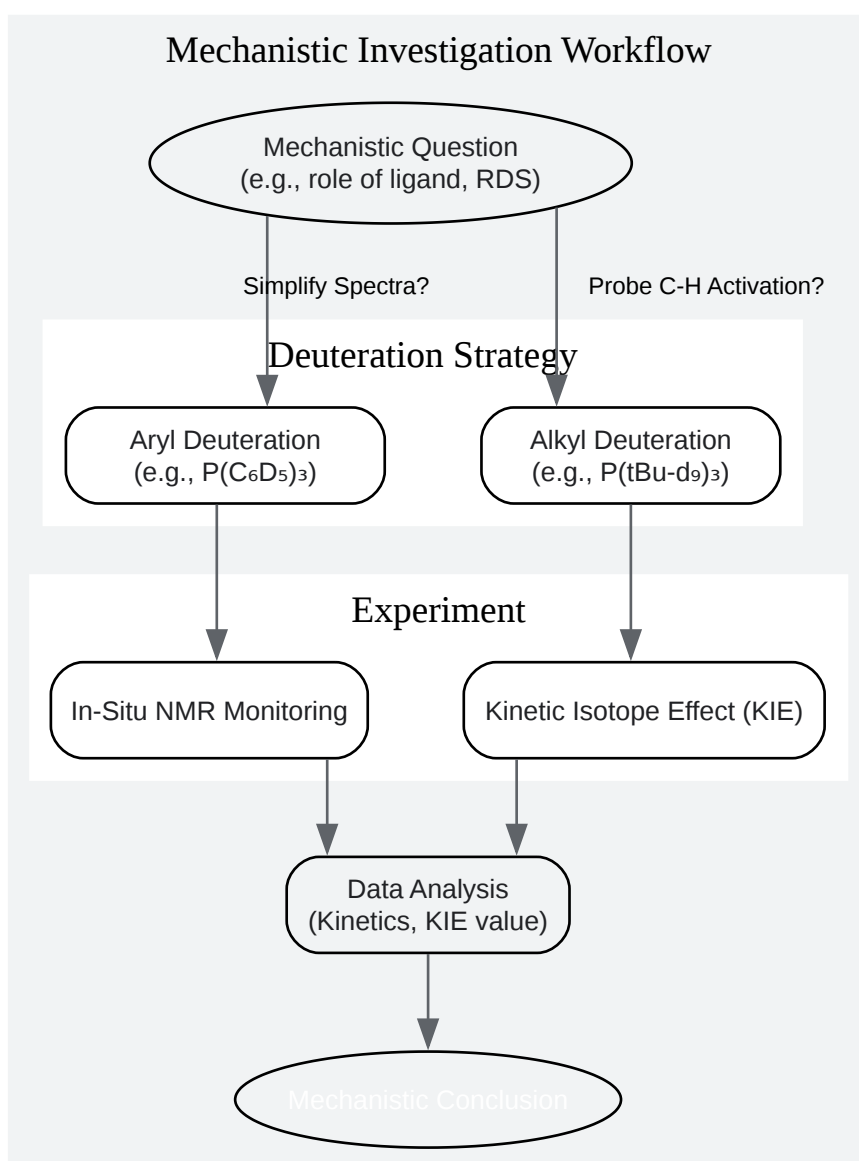 Mechanistic Investigation Workflow
Mechanistic Question
(e.g., role of ligand, RDS)
Simplify Spectra?
Probe C-H Activation?
Deuteration Strategy
Aryl Deuteration
(e.g., P(C₆D₅)₃)
Alkyl Deuteration
(e.g., P(tBu-d₉)₃)
Experiment
In-Situ NMR Monitoring
Kinetic Isotope Effect (KIE)
Data Analysis
(Kinetics, KIE value)
Mechanistic Conclusion